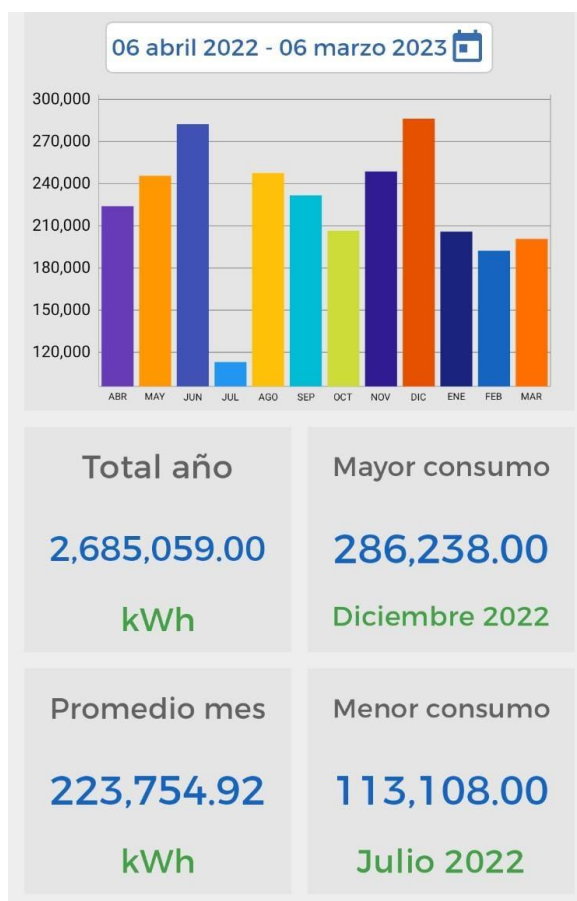 06 abril 2022 - 06 marzo 2023
300,000
270,000
240,000
210,000
180,000
150,000
120,000
ABR MAY JUN JUL AGO SEP OCT NOV DIC ENE FEB MAR
Total año
2,685,059.00
kWh
Mayor consumo
286,238.00
Diciembre 2022
Promedio mes
223,754.92
kWh
Menor consumo
113,108.00
Julio 2022